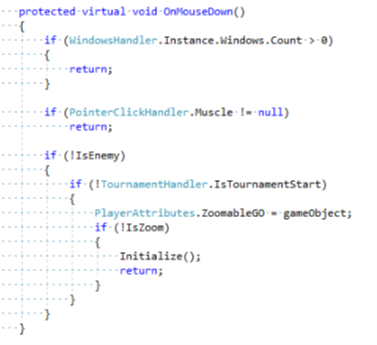 protected virtual void OnMouseDown()
{
if (WindowsHandler.Instance.Windows.Count > 0)
{
return;
}
if (PointerClickHandler.Muscle != null)
return;
if (!IsEnemy)
{
if (!TournamentHandler.IsTournamentStart)
{
PlayerAttributes.ZoomableGO = gameObject;
if (!IsZoom)
{
Initialize();
return;
}
}
}
}